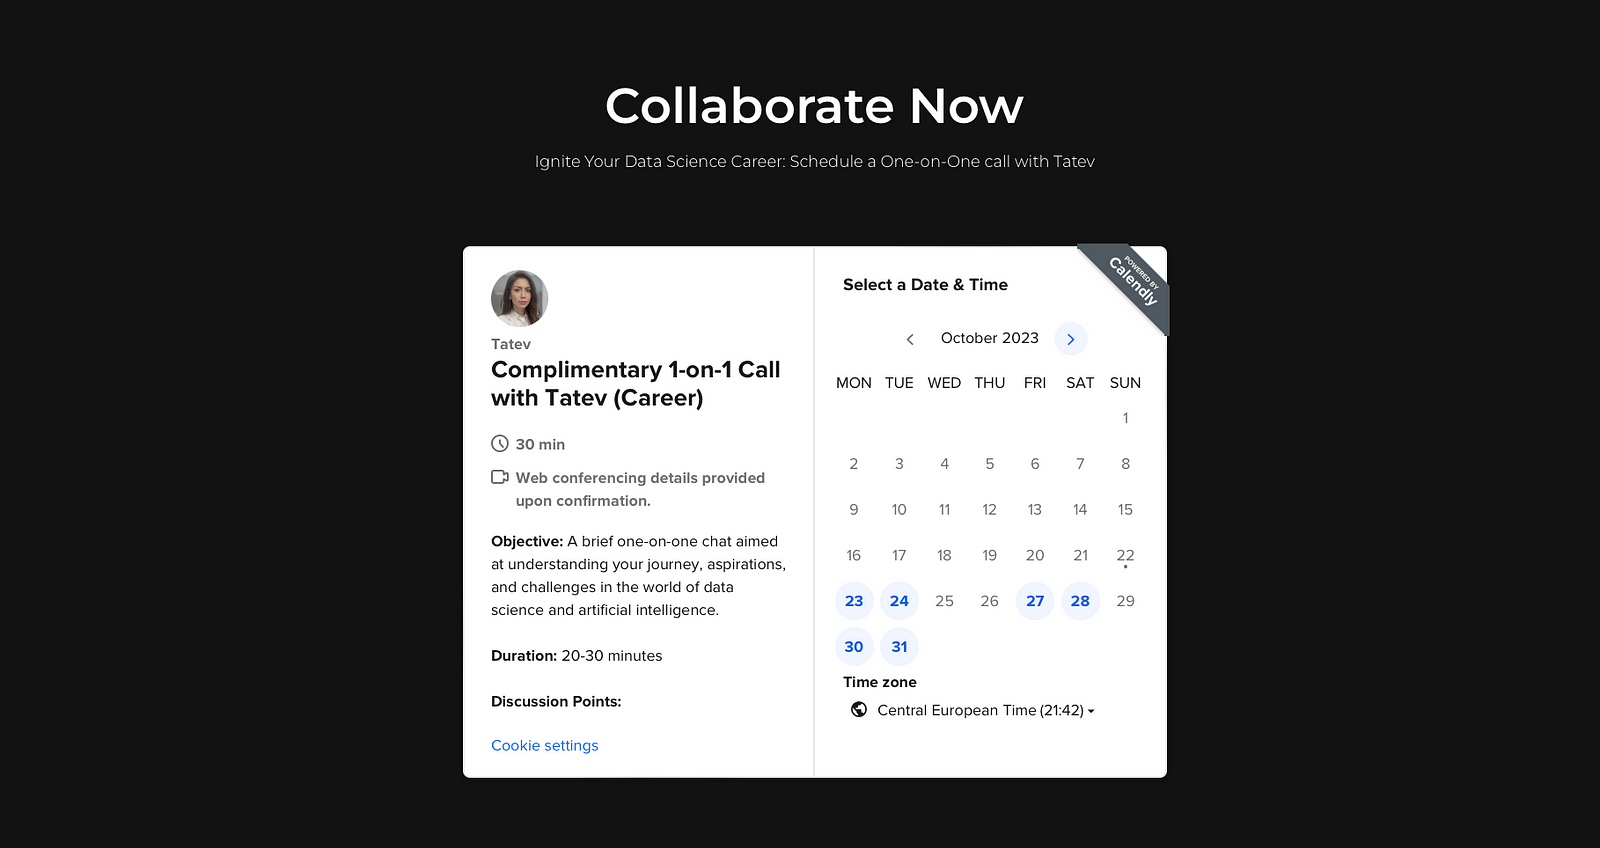 Collaborate Now
Ignite Your Data Science Career: Schedule a One-on-One call with Tatev
Tatev
Complimentary 1-on-1 Call
with Tatev (Career)
30 min
Web conferencing details provided
upon confirmation.
Objective: A brief one-on-one chat aimed
at understanding your journey, aspirations,
and challenges in the world of data
science and artificial intelligence.
Duration: 20-30 minutes
Discussion Points:
Cookie settings
POWERED BY
Calendly
Select a Date & Time
October 2023
MON TUE WED THU FRI SAT SUN
1
2 3 4 5 6 7 8
9 10 11 12 13 14 15
16 17 18 19 20 21 22
23 24 25 26 27 28 29
30 31
Time zone
Central European Time (21:42)